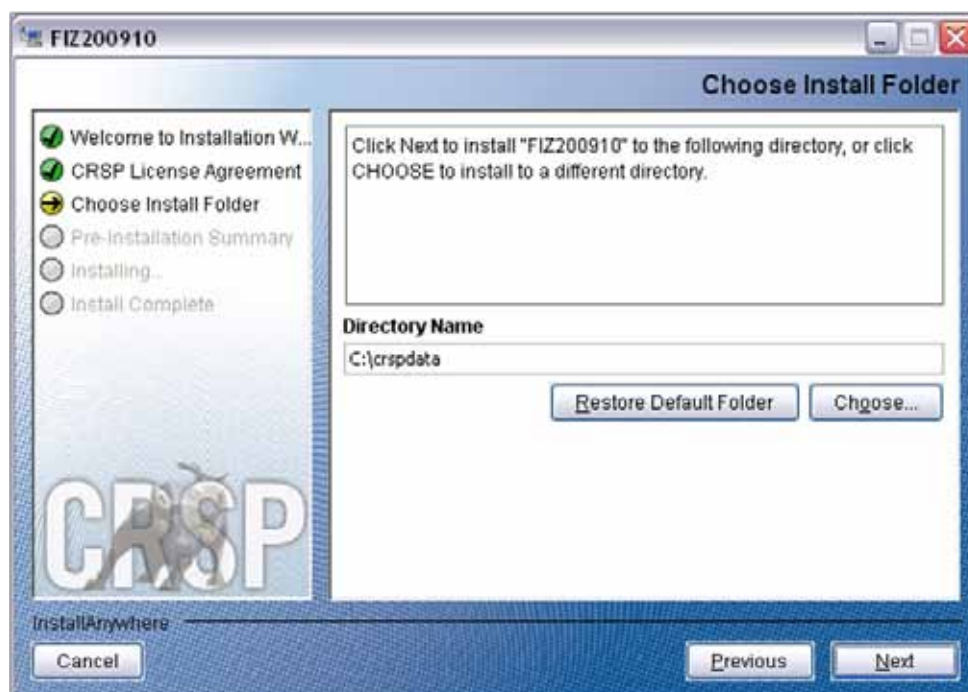 FIZ200910
Choose Install Folder
Welcome to Installation W...
CRSP License Agreement
Choose Install Folder
Pre-Installation Summary
Installing...
Install Complete
CRSP
Click Next to install "FIZ200910" to the following directory, or click
CHOOSE to install to a different directory.
Directory Name
C:\crspdata
Restore Default Folder
Choose...
InstallAnywhere
Cancel
Previous
Next